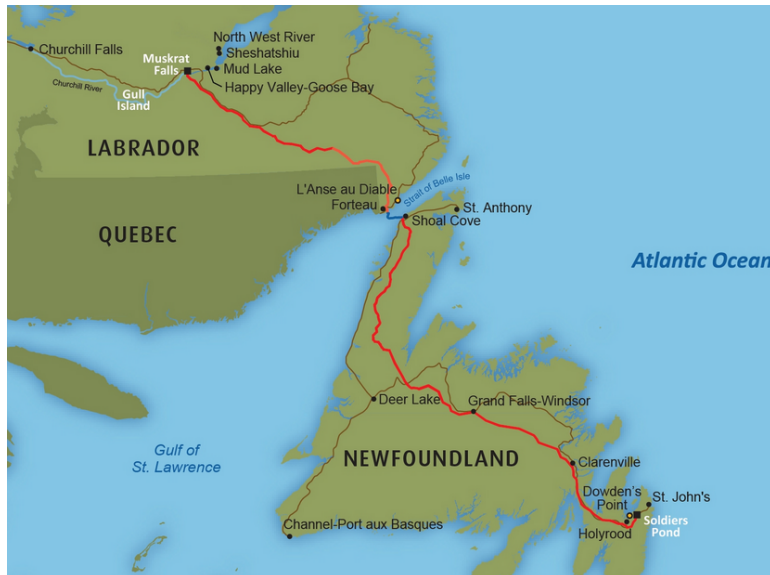 North West River
Churchill Falls
Sheshatshiu
Muskrat
Falls
Mud Lake
Happy Valley-Goose Bay
Churchill River
Gull
Island
LABRADOR
L'Anse au Diable
Strait of Belle Isle
Forteau
St. Anthony
Shoal Cove
QUEBEC
Atlantic Ocean
Deer Lake
Grand Falls-Windsor
Gulf of
St. Lawrence
NEWFOUNDLAND
Clarenville
Dowden's
Point
St. John's
Soldiers
Pond
Channel-Port aux Basques
Holyrood